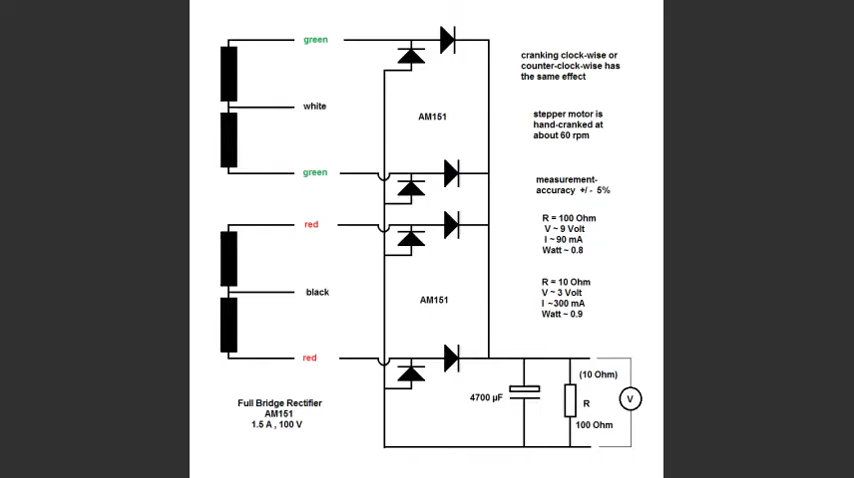 green
white
green
red
black
red
AM151
AM151
cranking clock-wise or
counter-clock-wise has
the same effect
stepper motor is
hand-cranked at
about 60 rpm
measurement-
accuracy +/- 5%
R = 100 Ohm
V ~ 9 Volt
I ~ 90 mA
Watt ~ 0.8
R = 10 Ohm
V ~ 3 Volt
I ~300 mA
Watt ~ 0.9
(10 Ohm)
4700 µF
R
V
100 Ohm
Full Bridge Rectifier
AM151
1.5 A , 100 V